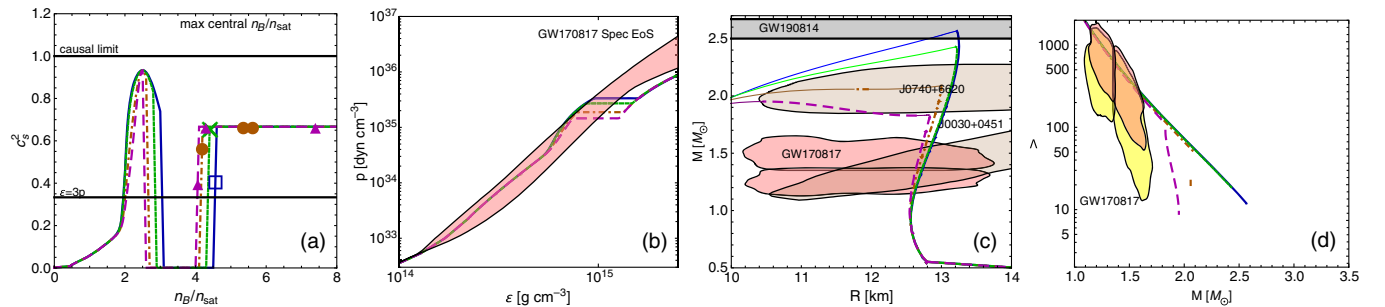 max central n_B/n_sat
causal limit
ε=3p
(a)
c_s^2
0.0
0.2
0.4
0.6
0.8
1.0
1.2
0 2 4 6 8
n_B/n_sat
GW170817 Spec EoS
(b)
p [dyn cm^-3]
10^37
10^36
10^35
10^34
10^33
10^14 10^15
ε [g cm^-3]
GW190814
J0740+6620
J0030+0451
GW170817
(c)
M [M_⊙]
2.5
2.0
1.5
1.0
0.5
10 11 12 13 14
R [km]
GW170817
(d)
Λ
1000
500
100
50
10
5
1
1.0 1.5 2.0 2.5 3.0 3.5
M [M_⊙]